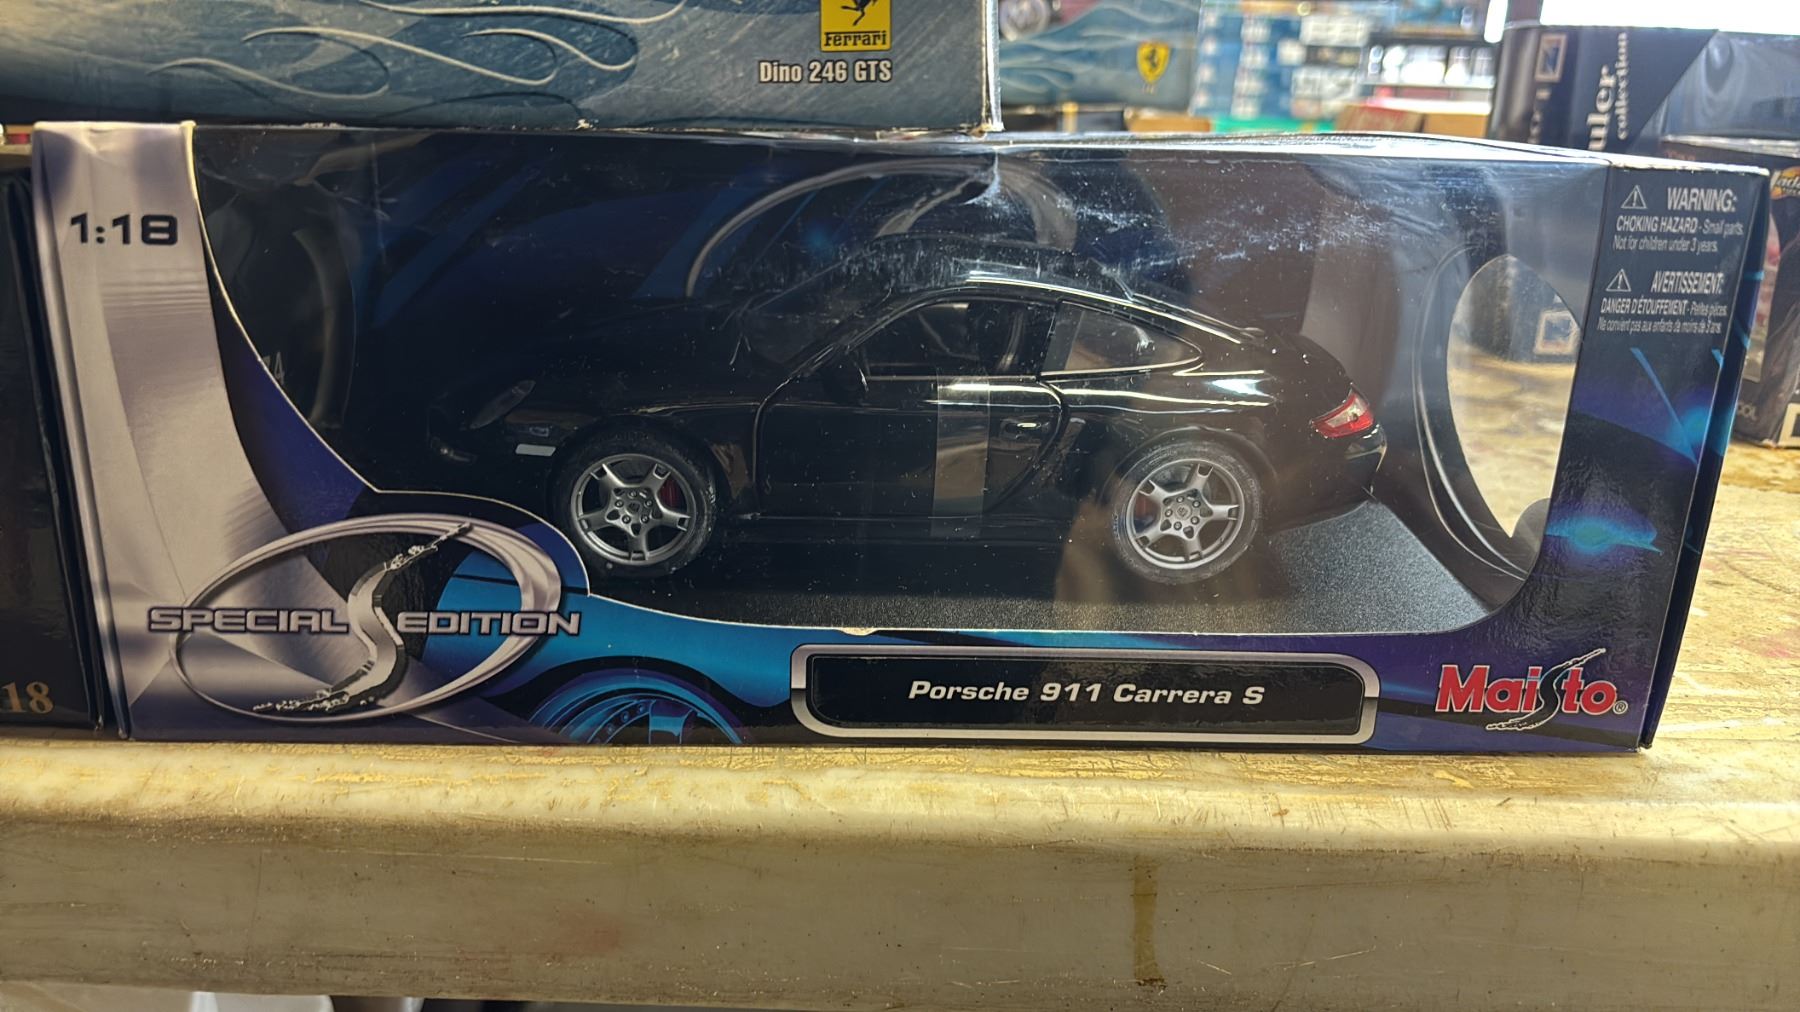 Ferrari
Dino 246 GTS
uler
collection
1:18
WARNING:
CHOKING HAZARD - Small parts.
Not for children under 3 years.
AVERTISSEMENT:
DANGER D'ÉTOUFFEMENT - Petites pièces.
Ne convient pas aux enfants de moins de 3 ans.
SPECIAL EDITION
Porsche 911 Carrera S
Maisto®
18